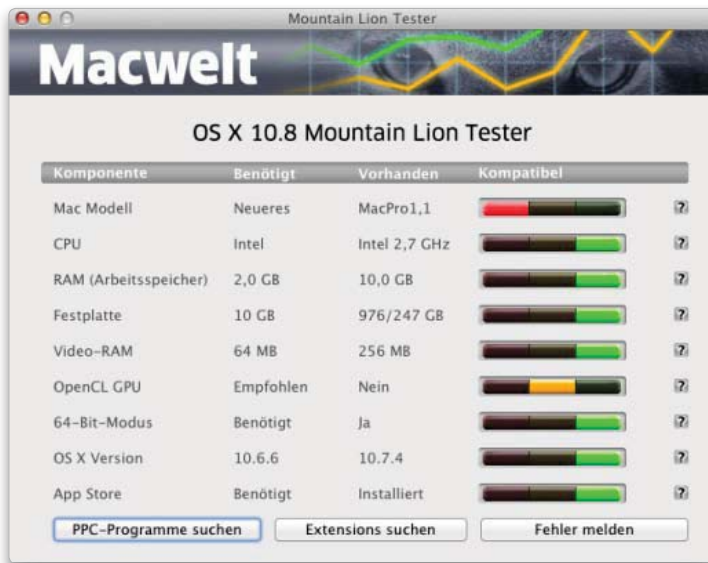 Mountain Lion Tester
Macwelt
OS X 10.8 Mountain Lion Tester
Komponente Benötigt Vorhanden Kompatibel
Mac Modell Neueres MacPro1,1 ?
CPU Intel Intel 2,7 GHz ?
RAM (Arbeitsspeicher) 2,0 GB 10,0 GB ?
Festplatte 10 GB 976/247 GB ?
Video-RAM 64 MB 256 MB ?
OpenCL GPU Empfohlen Nein ?
64-Bit-Modus Benötigt Ja ?
OS X Version 10.6.6 10.7.4 ?
App Store Benötigt Installiert ?
PPC-Programme suchen Extensions suchen Fehler melden